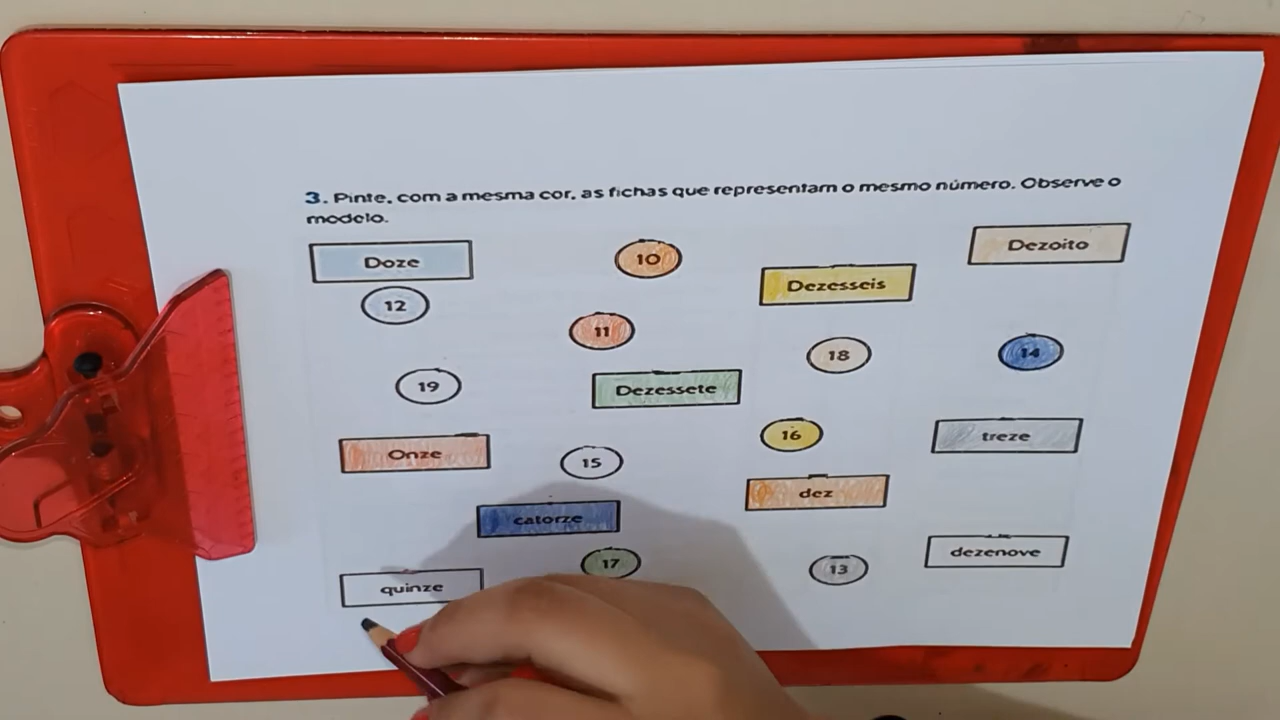 3. Pinte, com a mesma cor, as fichas que representam o mesmo número. Observe o
modelo.
Doze
10
Dezoito
Dezesseis
12
11
18
14
19
Dezessete
Onze
15
16
treze
dez
catorze
17
13
dezenove
quinze